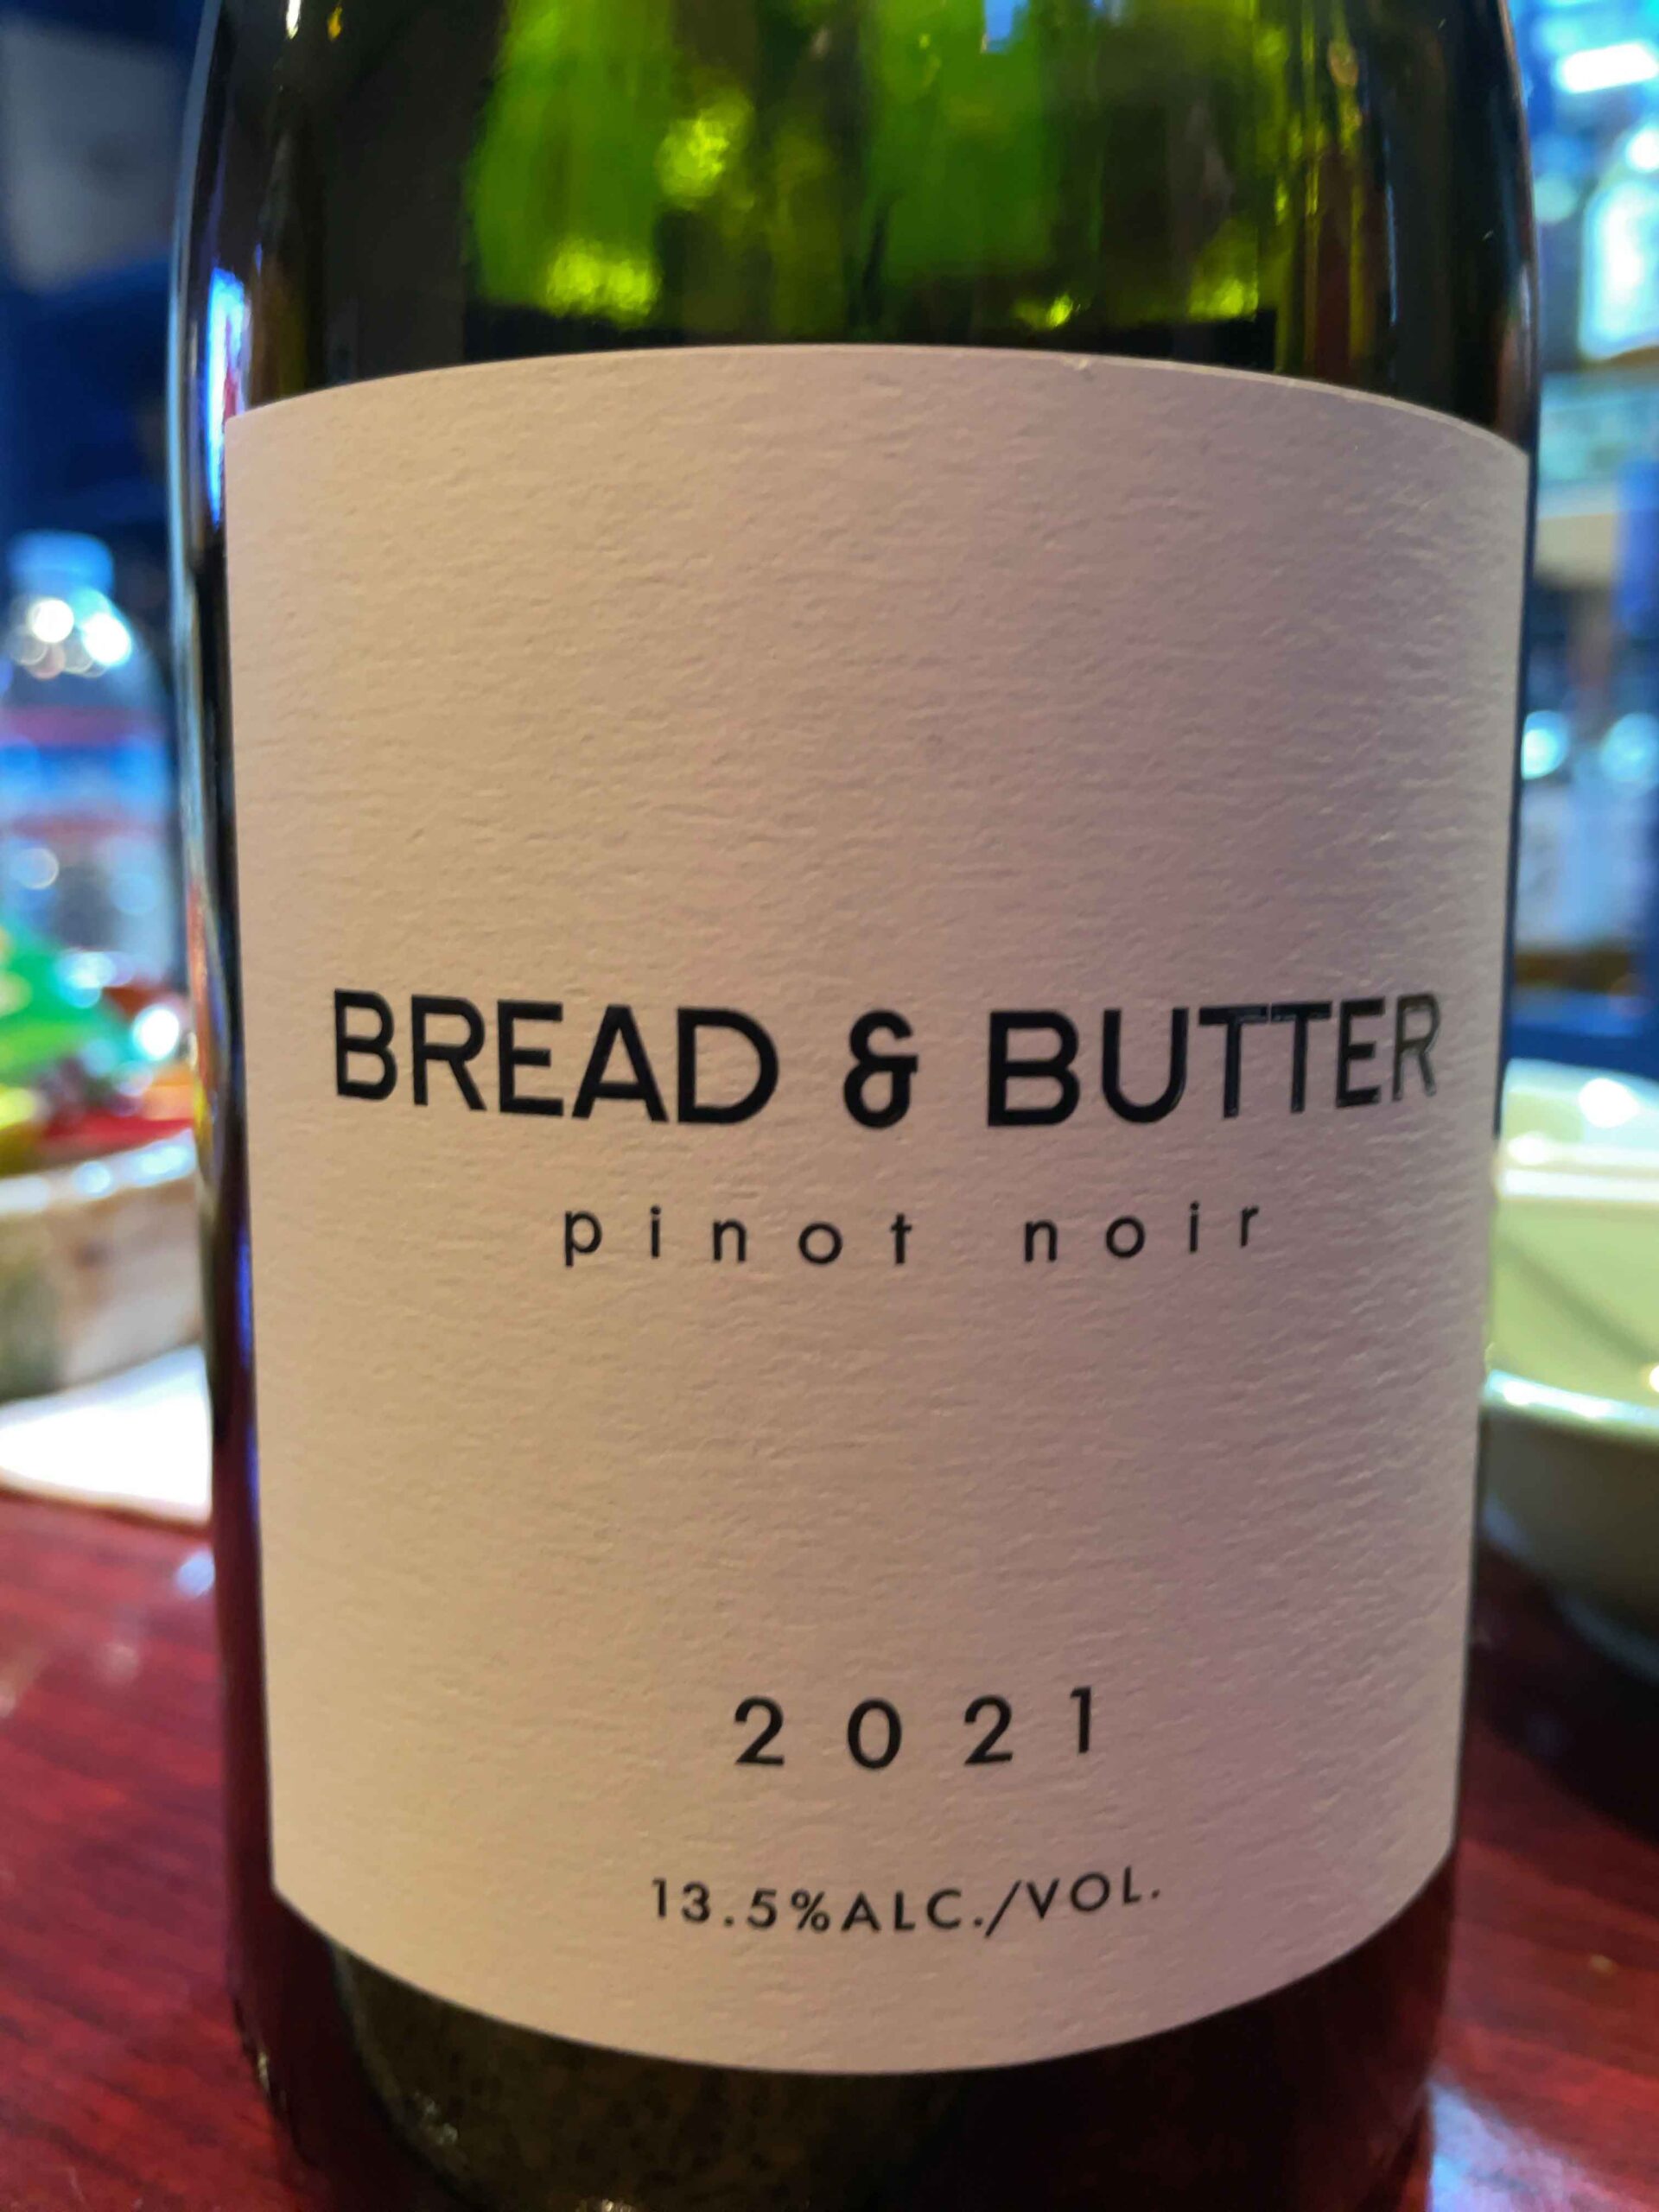 BREAD & BUTTER
pinot noir
2021
13.5%ALC./VOL.